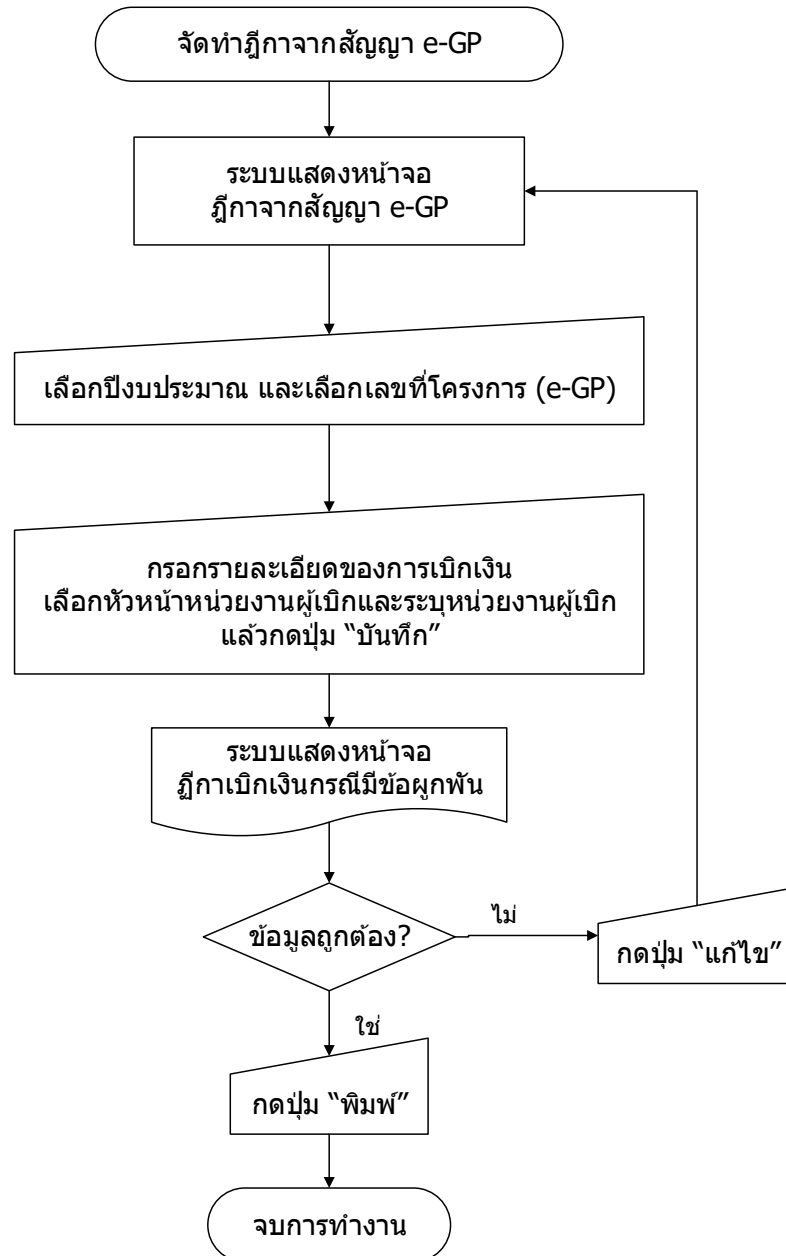 จัดทำฎีกาจากสัญญา e-GP
ระบบแสดงหน้าจอ
ฎีกาจากสัญญา e-GP
เลือกปีงบประมาณ และเลือกเลขที่โครงการ (e-GP)
กรอกรายละเอียดของการเบิกเงิน
เลือกหัวหน้าหน่วยงานผู้เบิกและระบุหน่วยงานผู้เบิก
แล้วกดปุ่ม “บันทึก”
ระบบแสดงหน้าจอ
ฏีกาเบิกเงินกรณีมีข้อผูกพัน
ข้อมูลถูกต้อง?
ไม่
กดปุ่ม “แก้ไข”
ใช่
กดปุ่ม “พิมพ์”
จบการทำงาน